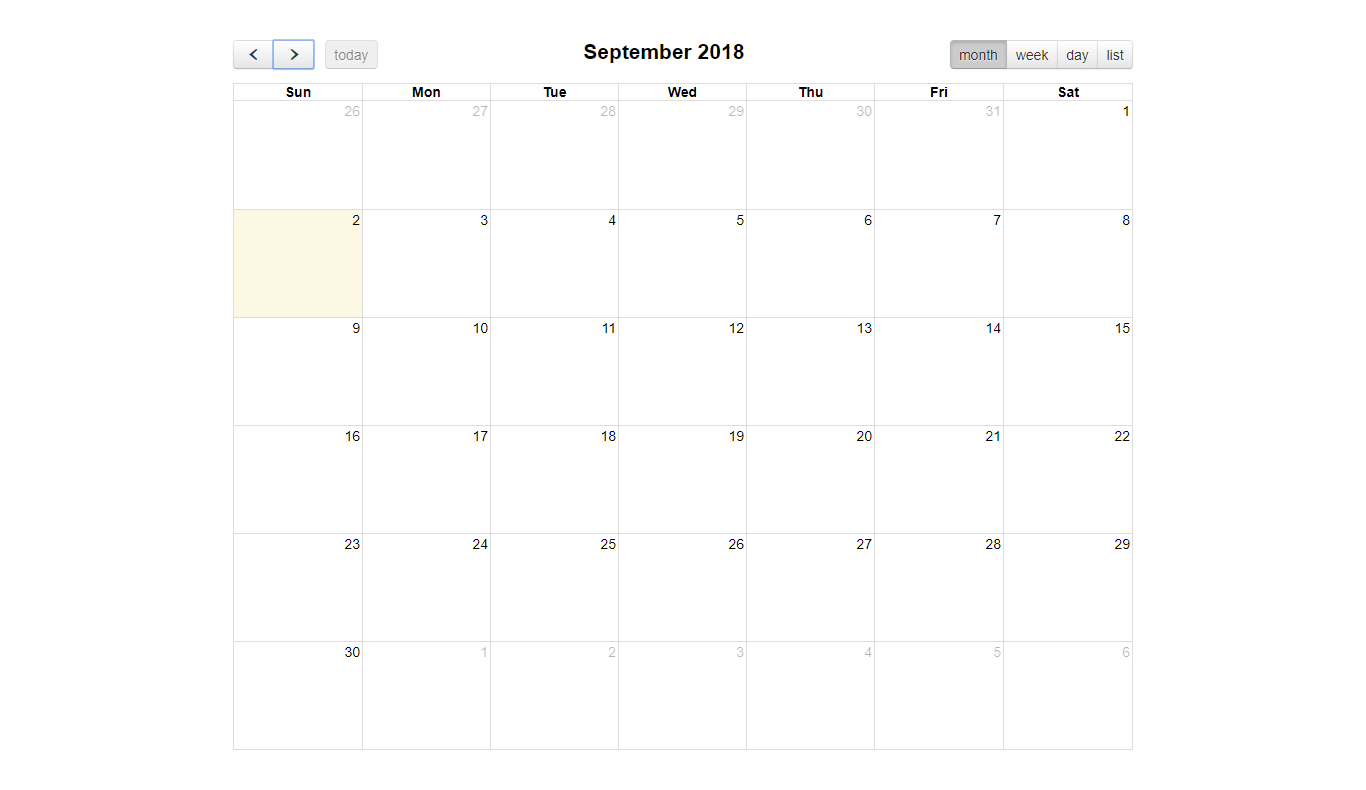 today September 2018 month week day list
Sun Mon Tue Wed Thu Fri Sat
26 27 28 29 30 31 1
2 3 4 5 6 7 8
9 10 11 12 13 14 15
16 17 18 19 20 21 22
23 24 25 26 27 28 29
30 1 2 3 4 5 6